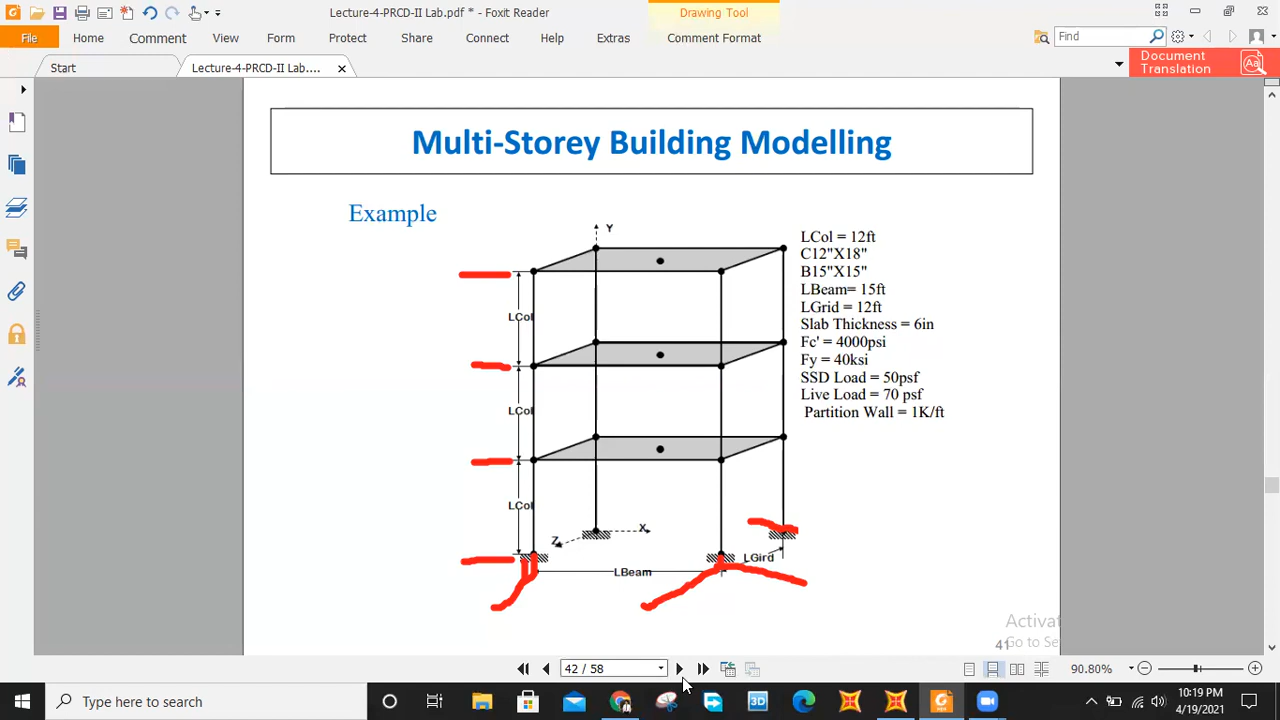 Lecture-4-PRCD-II Lab.pdf * - Foxit Reader
Drawing Tool
File
Home
Comment
View
Form
Protect
Share
Connect
Help
Extras
Comment Format
Find
Start
Lecture-4-PRCD-II Lab....
Document
Translation
Multi-Storey Building Modelling
Example
Y
LCol = 12ft
C12"X18"
B15"X15"
LBeam= 15ft
LGrid = 12ft
Slab Thickness = 6in
Fc' = 4000psi
Fy = 40ksi
SSD Load = 50psf
Live Load = 70 psf
Partition Wall = 1K/ft
LCol
LCol
LCol
X
Z
LGird
LBeam
Activa
Go to Se
41
42 / 58
90.80%
Type here to search
10:19 PM
4/19/2021